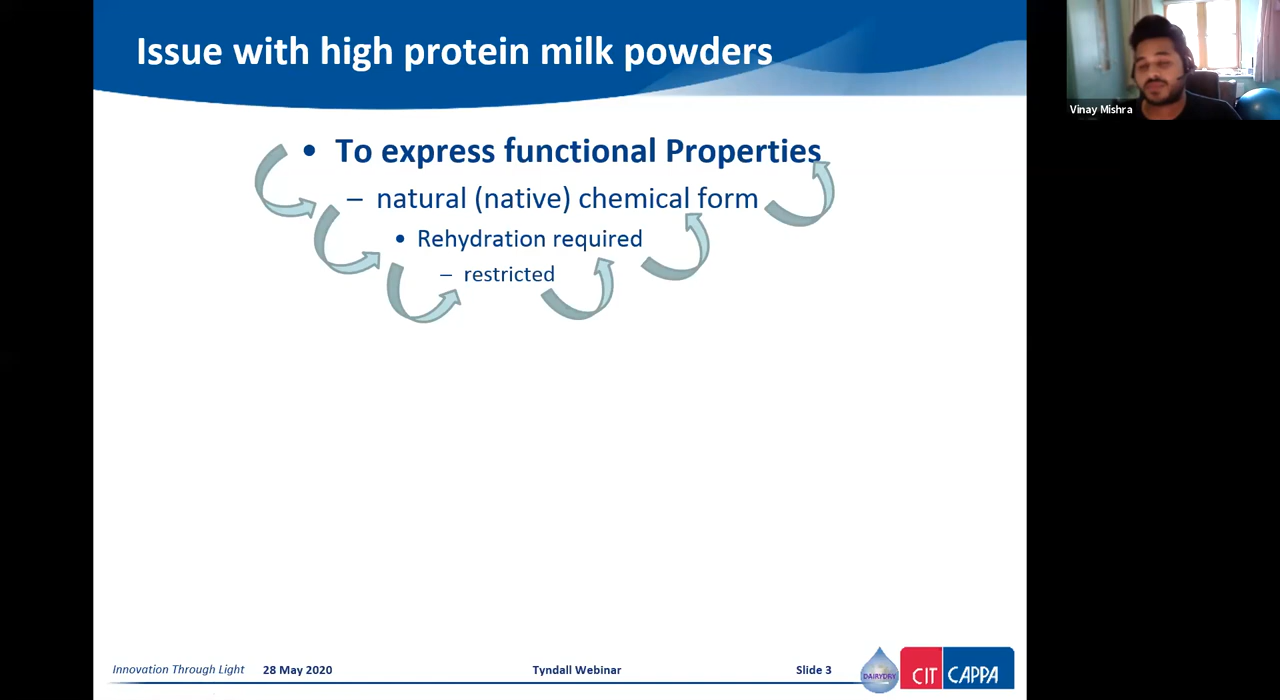 Issue with high protein milk powders
Vinay Mishra
• To express functional Properties
– natural (native) chemical form
• Rehydration required
– restricted
Innovation Through Light 28 May 2020 Tyndall Webinar Slide 3
DAIRYDRY CIT CAPPA